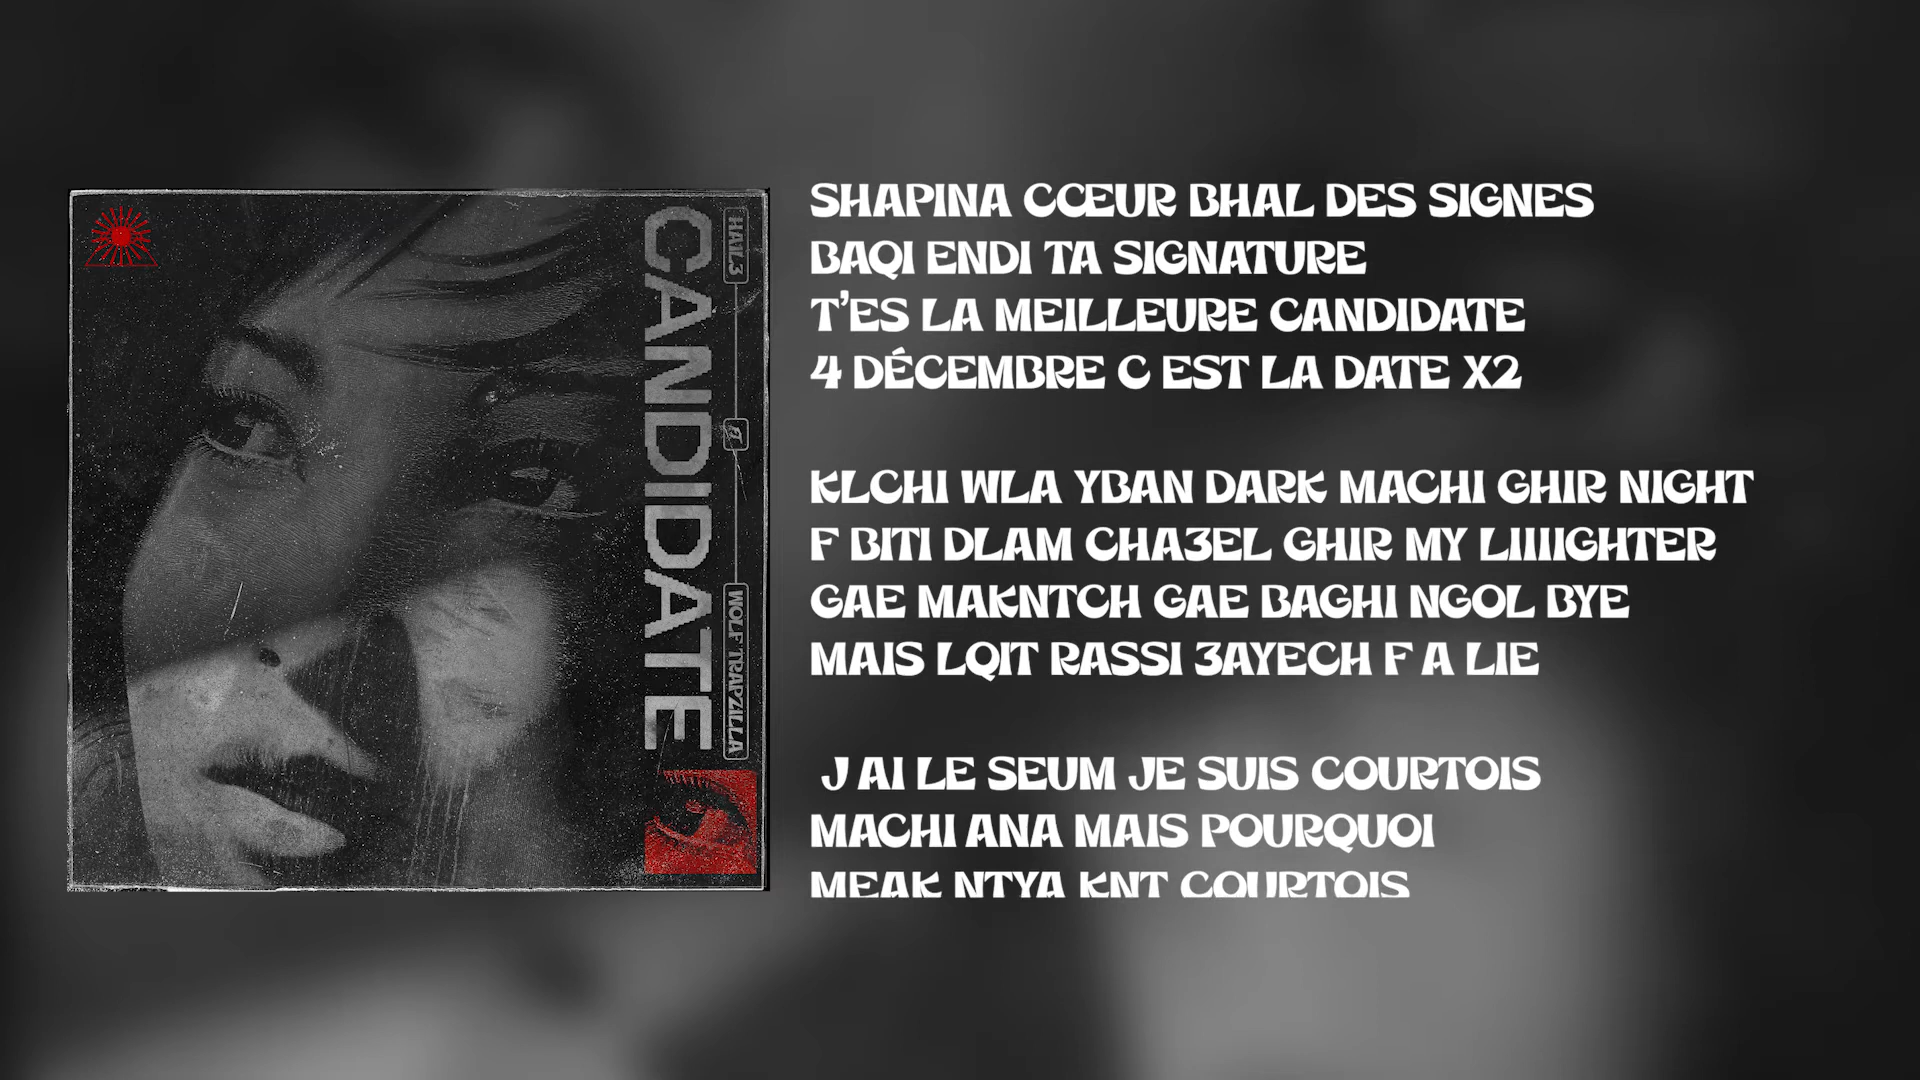 HAIL3
FT
WOLF TRAPZILLA
CANDIDATE
SHAPINA CCŒUR BHAL DES SIGNES
BAQI ENDI TA SIGNATURE
T'ES LA MEILLEURE CANDIDATE
4 DÉCEMBRE C EST LA DATE X2
KLCHI WLA YBAN DARK MACHI GHIR NIGHT
F BITI DLAM CHA3EL GHIR MY LIIIIGHTER
GAE MAKNTCH GAE BAGHI NGOL BYE
MAIS LQIT RASSI 3AYECH F A LIE
J AI LE SEUM JE SUIS COURTOIS
MACHI ANA MAIS POURQUOI
MEAK NTYA KNT COURTOIS